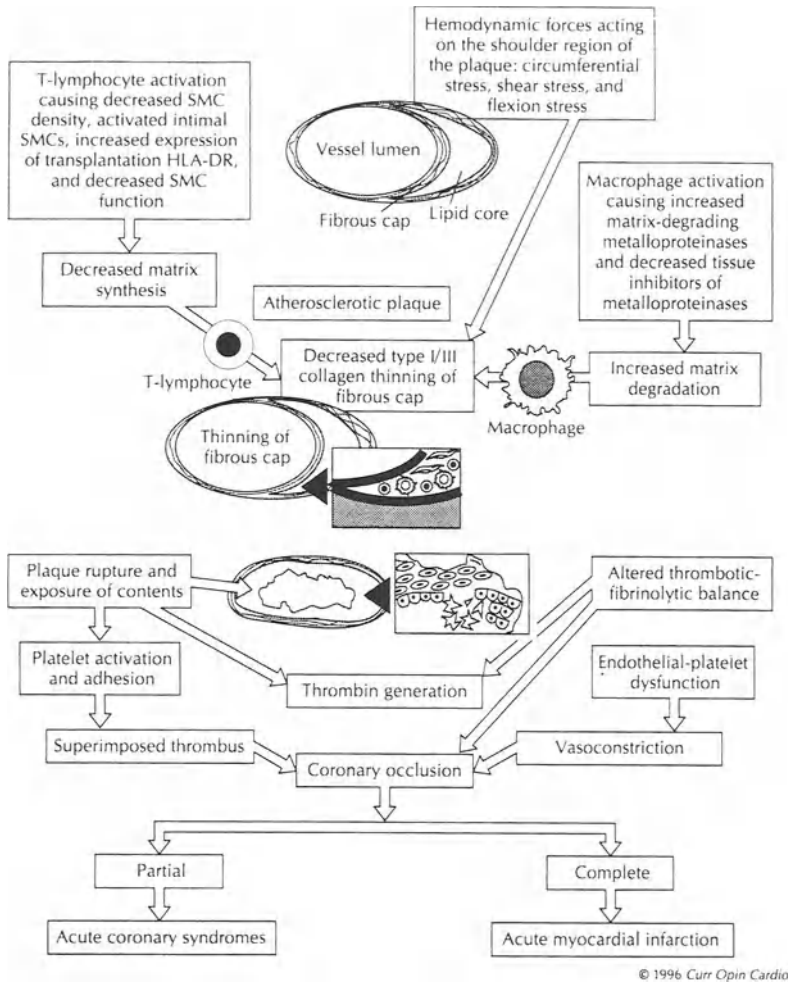 Hemodynamic forces acting
on the shoulder region of
the plaque: circumferential
stress, shear stress, and
flexion stress
T-lymphocyte activation
causing decreased SMC
density, activated intimal
SMCs, increased expression
of transplantation HLA-DR,
and decreased SMC
function
Vessel lumen
Fibrous cap
Lipid core
Macrophage activation
causing increased
matrix-degrading
metalloproteinases
and decreased tissue
inhibitors of
metalloproteinases
Decreased matrix
synthesis
Atherosclerotic plaque
T-lymphocyte
Decreased type I/III
collagen thinning of
fibrous cap
Macrophage
Increased matrix
degradation
Thinning of
fibrous cap
Plaque rupture and
exposure of contents
Altered thrombotic-
fibrinolytic balance
Platelet activation
and adhesion
Thrombin generation
Endothelial-platelet
dysfunction
Superimposed thrombus
Coronary occlusion
Vasoconstriction
Partial
Complete
Acute coronary syndromes
Acute myocardial infarction
© 1996 Curr Opin Cardio